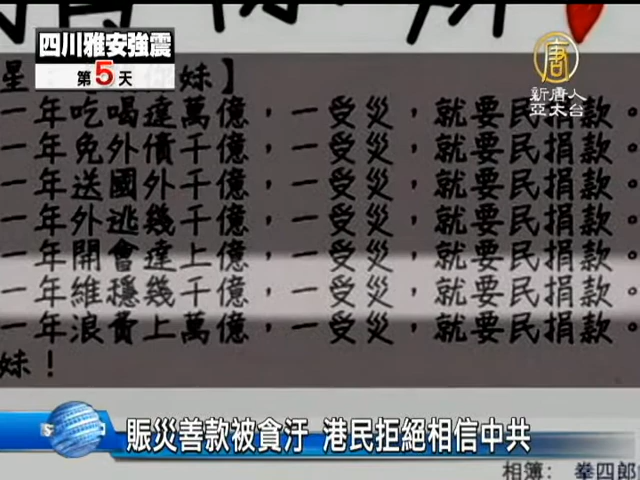 四川雅安強震
第5天
新唐人
亞太台
妹】
一年吃喝達萬億，一受災，就要民捐款
一年免外債千億，一受災，就要民捐款。
一年送國外千億，一受災，就要民捐款。
一年外逃幾千億，一受災，就要民捐款。
一年開會達上億，一受災，就要民捐款。
一年維穩幾千億，一受災，就要民捐款。
一年浪費上萬億，一受災，就要民捐款。
妹！
賑災善款被貪汙 港民拒絕相信中共
相簿： 拳四郎